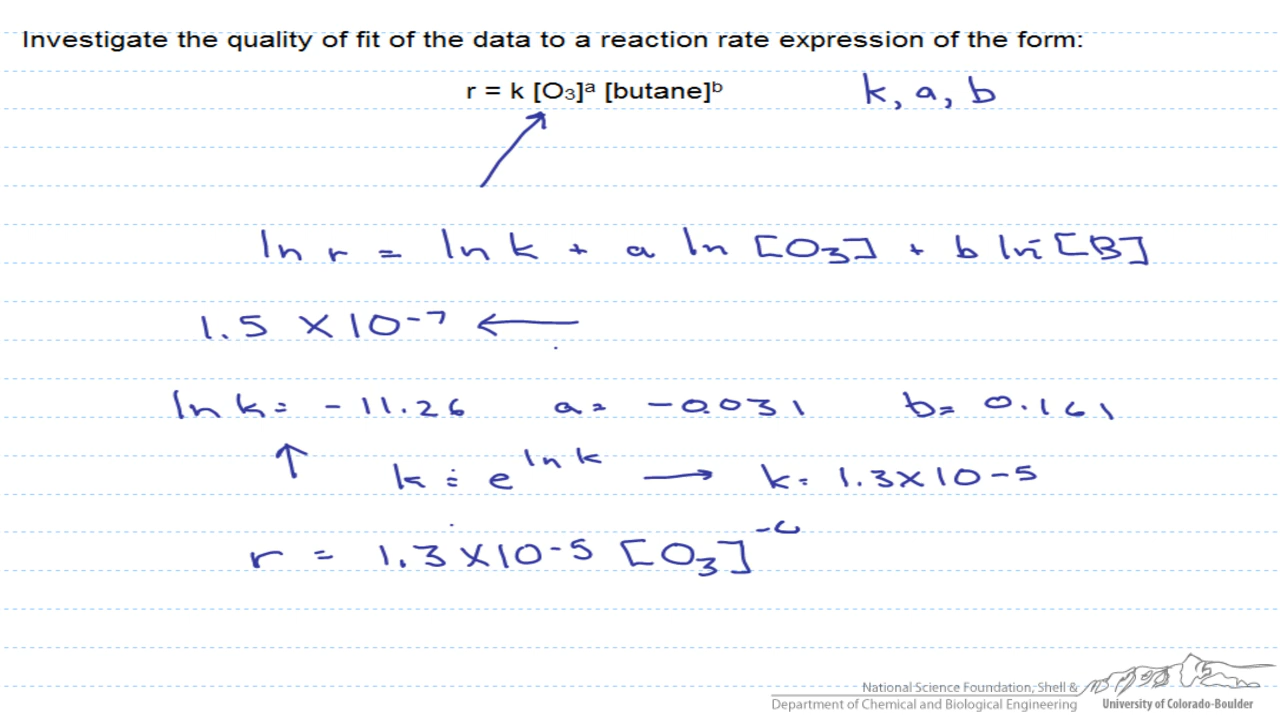 Investigate the quality of fit of the data to a reaction rate expression of the form:
r = k [O₃]ᵃ [butane]ᵇ k, a, b
ln r = ln k + a ln [O₃] + b ln [B]
1.5 × 10⁻⁷ ←
ln k = -11.26 a = -0.031 b = 0.161
↑ k = e^(ln k) → k = 1.3 × 10⁻⁵
r = 1.3 × 10⁻⁵ [O₃]⁻
National Science Foundation, Shell &
Department of Chemical and Biological Engineering University of Colorado-Boulder